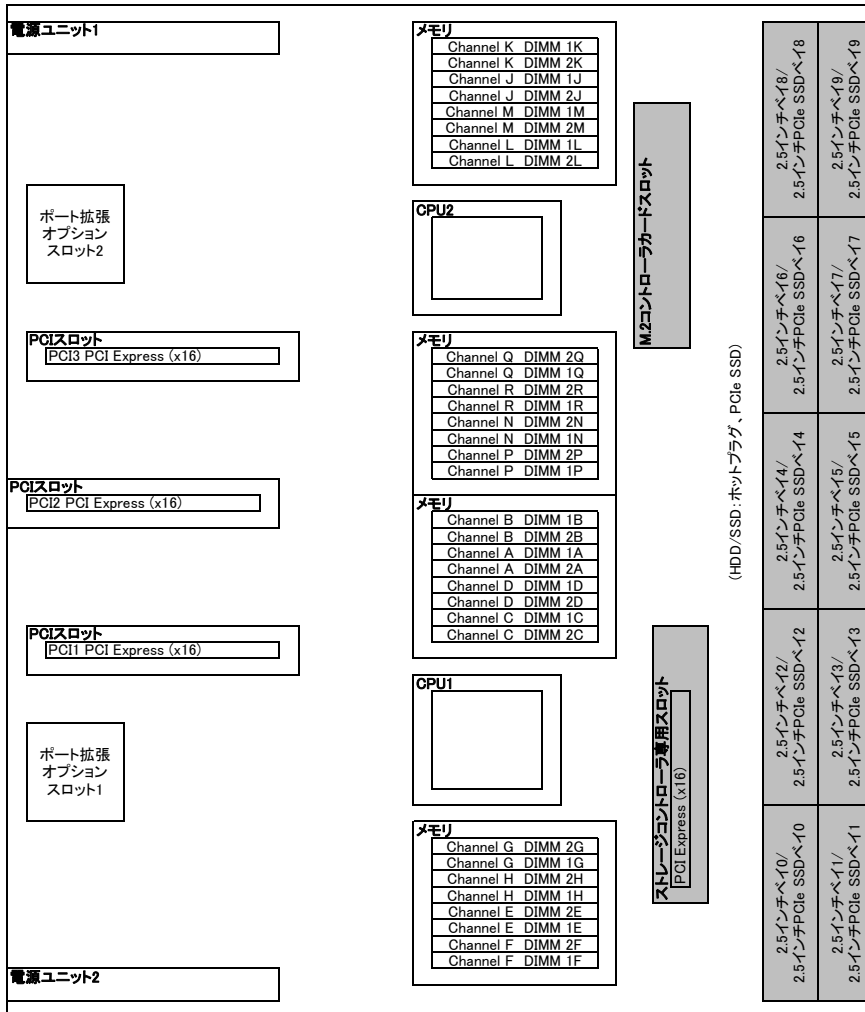 電源ユニット1
ポート拡張
オプション
スロット2
PCIスロット
PCI3 PCI Express (x16)
PCIスロット
PCI2 PCI Express (x16)
PCIスロット
PCI1 PCI Express (x16)
ポート拡張
オプション
スロット1
電源ユニット2
メモリ
Channel K DIMM 1K
Channel K DIMM 2K
Channel J DIMM 1J
Channel J DIMM 2J
Channel M DIMM 1M
Channel M DIMM 2M
Channel L DIMM 1L
Channel L DIMM 2L
CPU2
メモリ
Channel Q DIMM 2Q
Channel Q DIMM 1Q
Channel R DIMM 2R
Channel R DIMM 1R
Channel N DIMM 2N
Channel N DIMM 1N
Channel P DIMM 2P
Channel P DIMM 1P
メモリ
Channel B DIMM 1B
Channel B DIMM 2B
Channel A DIMM 1A
Channel A DIMM 2A
Channel D DIMM 1D
Channel D DIMM 2D
Channel C DIMM 1C
Channel C DIMM 2C
CPU1
メモリ
Channel G DIMM 2G
Channel G DIMM 1G
Channel H DIMM 2H
Channel H DIMM 1H
Channel E DIMM 2E
Channel E DIMM 1E
Channel F DIMM 2F
Channel F DIMM 1F
M.2コントローラカードスロット
ストレージコントローラ専用スロット
PCI Express (x16)
(HDD/SSD:ホットプラグ、PCIe SSD)
2.5インチベイ8/
2.5インチPCIe SSDベイ8
2.5インチベイ9/
2.5インチPCIe SSDベイ9
2.5インチベイ6/
2.5インチPCIe SSDベイ6
2.5インチベイ7/
2.5インチPCIe SSDベイ7
2.5インチベイ4/
2.5インチPCIe SSDベイ4
2.5インチベイ5/
2.5インチPCIe SSDベイ5
2.5インチベイ2/
2.5インチPCIe SSDベイ2
2.5インチベイ3/
2.5インチPCIe SSDベイ3
2.5インチベイ0/
2.5インチPCIe SSDベイ0
2.5インチベイ1/
2.5インチPCIe SSDベイ1